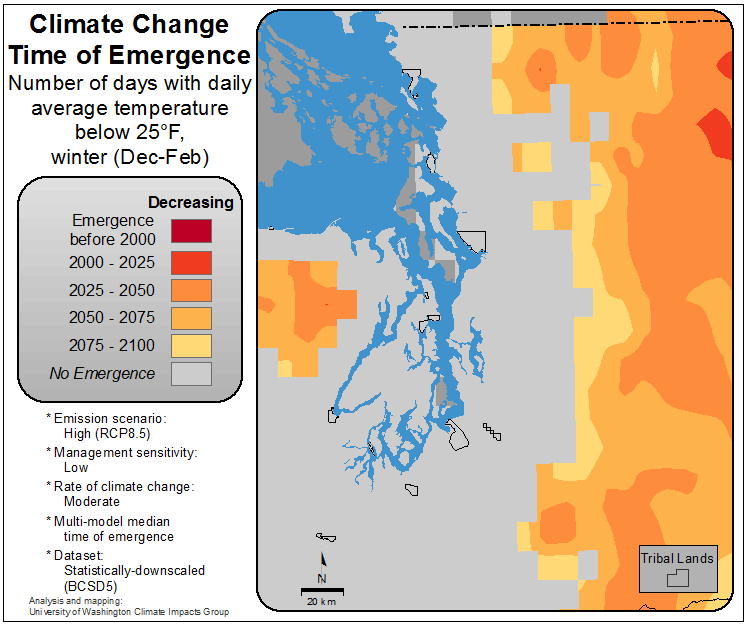 Climate Change
Time of Emergence
Number of days with daily
average temperature
below 25°F,
winter (Dec-Feb)
Decreasing
Emergence
before 2000
2000 - 2025
2025 - 2050
2050 - 2075
2075 - 2100
No Emergence
* Emission scenario:
High (RCP8.5)
* Management sensitivity:
Low
* Rate of climate change:
Moderate
* Multi-model median
time of emergence
* Dataset:
Statistically-downscaled
(BCSD5)
Analysis and mapping:
University of Washington Climate Impacts Group
N
20 km
Tribal Lands